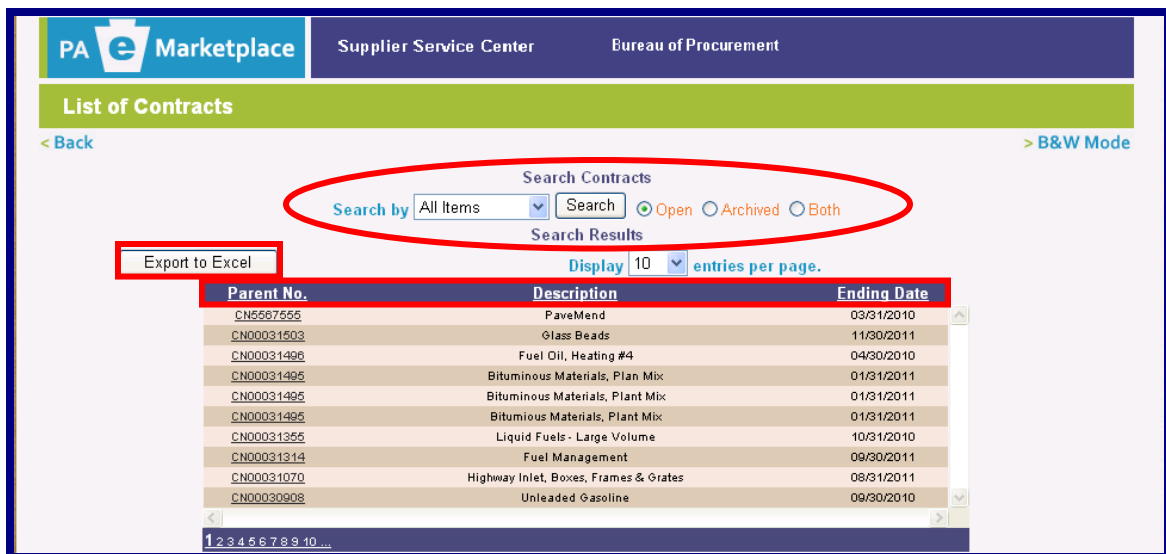 PA e Marketplace Supplier Service Center Bureau of Procurement
List of Contracts
< Back > B&W Mode
Search Contracts
Search by All Items Search Open Archived Both
Search Results
Export to Excel Display 10 entries per page.
Parent No. Description Ending Date
CN5567555 PaveMend 03/31/2010
CN00031503 Glass Beads 11/30/2011
CN00031496 Fuel Oil, Heating #4 04/30/2010
CN00031495 Bituminous Materials, Plan Mix 01/31/2011
CN00031495 Bituminous Materials, Plant Mix 01/31/2011
CN00031495 Bitumious Materials, Plant Mix 01/31/2011
CN00031355 Liquid Fuels - Large Volume 10/31/2010
CN00031314 Fuel Management 09/30/2011
CN00031070 Highway Inlet, Boxes, Frames & Grates 08/31/2011
CN00030908 Unleaded Gasoline 09/30/2010
1 2 3 4 5 6 7 8 9 10 ...